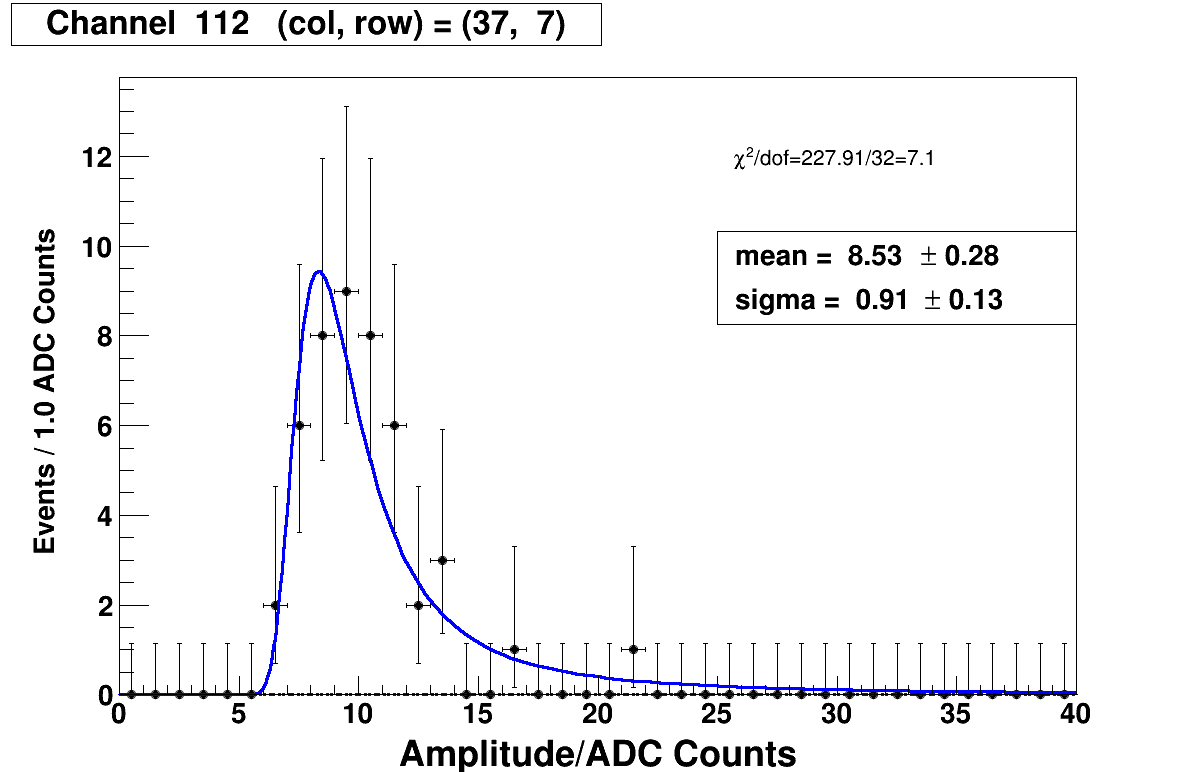 Channel 112 (col, row) = (37, 7)
χ²/dof=227.91/32=7.1
mean = 8.53 ± 0.28
sigma = 0.91 ± 0.13
Events / 1.0 ADC Counts
12
10
8
6
4
2
0
0 5 10 15 20 25 30 35 40
Amplitude/ADC Counts